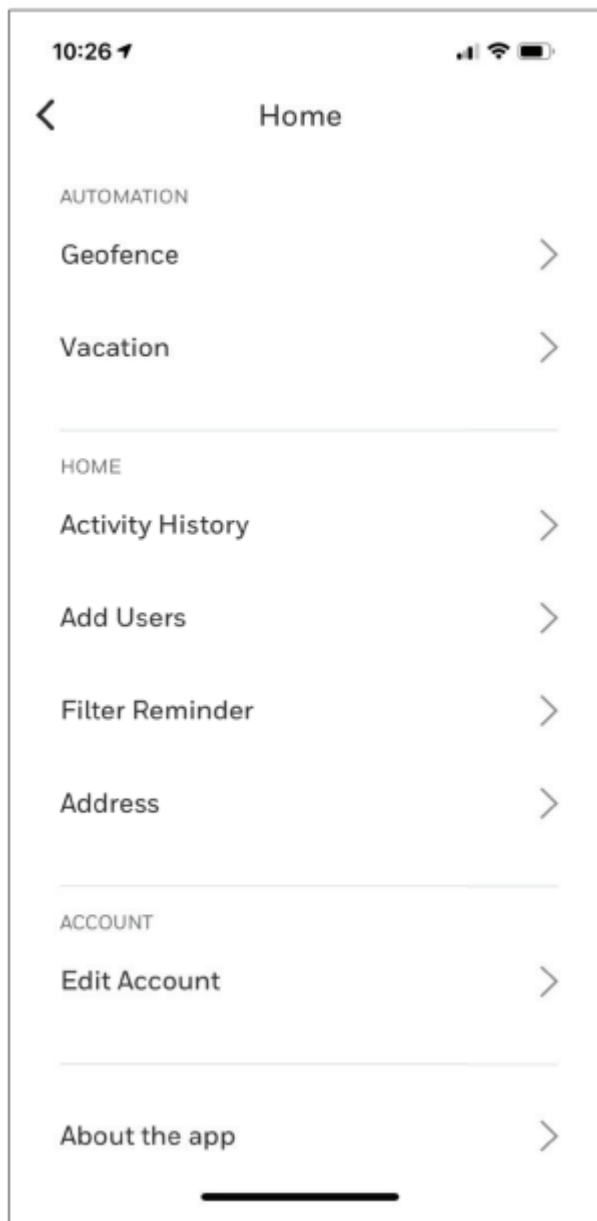 10:26
Home
AUTOMATION
Geofence
Vacation
HOME
Activity History
Add Users
Filter Reminder
Address
ACCOUNT
Edit Account
About the app